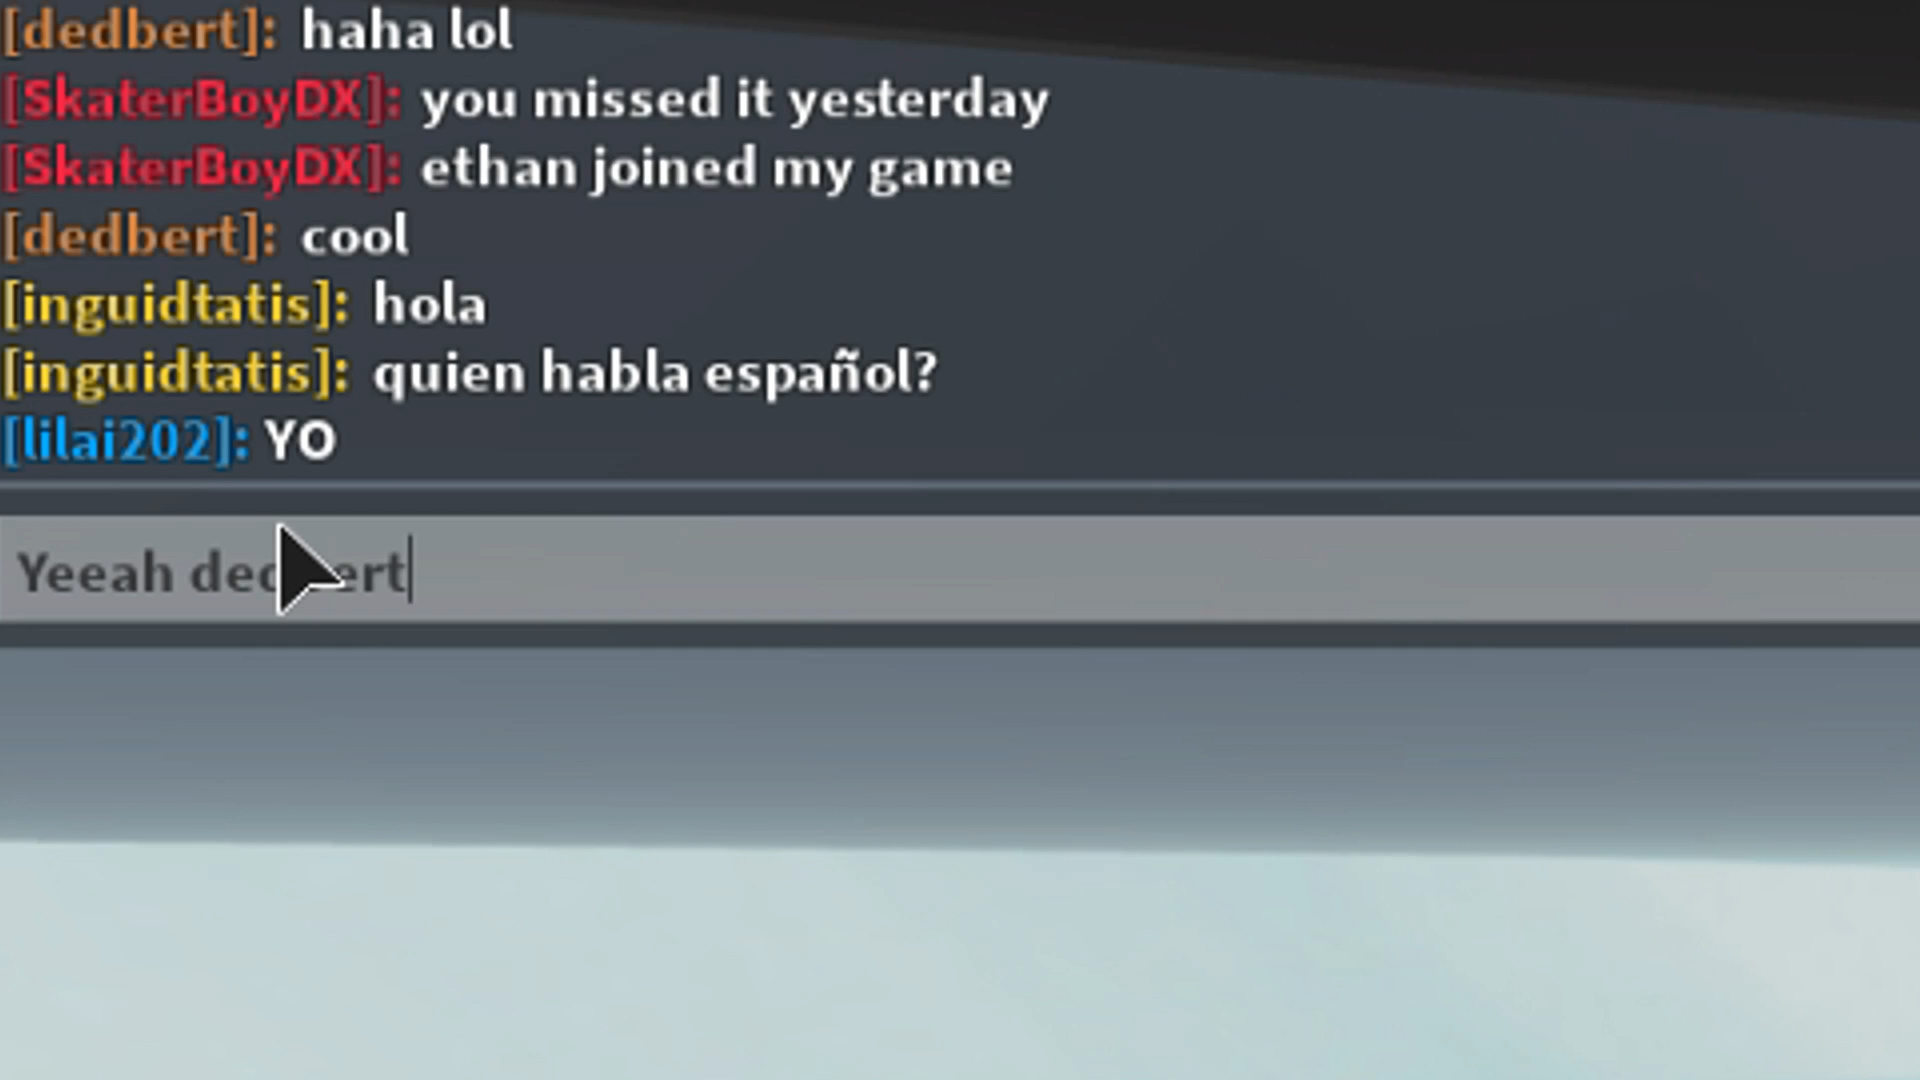 [dedbert]: haha lol
[SkaterBoyDX]: you missed it yesterday
[SkaterBoyDX]: ethan joined my game
[dedbert]: cool
[inguidtatis]: hola
[inguidtatis]: quien habla español?
[lilai202]: YO
Yeeah